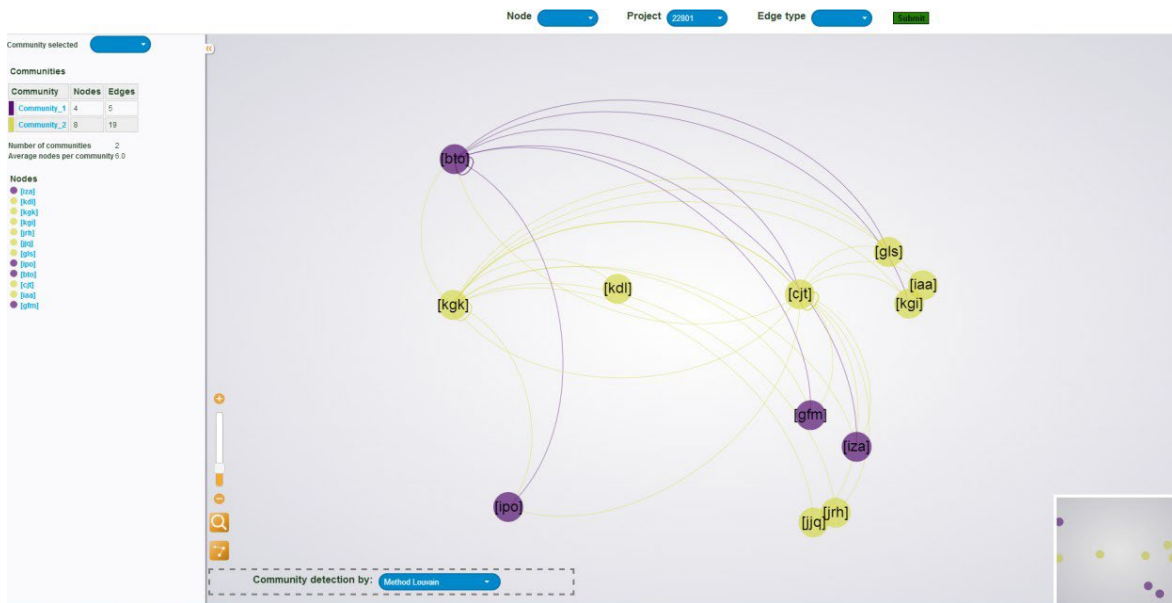 Node Project 22801 Edge type Submit
Community selected
Communities
Community Nodes Edges
Community_1 4 5
Community_2 8 19
Number of communities 2
Average nodes per community 6.0
Nodes
[iza]
[kdl]
[kgk]
[kgi]
[jrh]
[jjq]
[gls]
[ipo]
[bto]
[cjt]
[iaa]
[gfm]
[bto]
[gls]
[iaa]
[kdl]
[cjt]
[kgk]
[kgi]
[gfm]
[iza]
[ipo]
[jrh]
[jjq]
Community detection by: Method Louvain